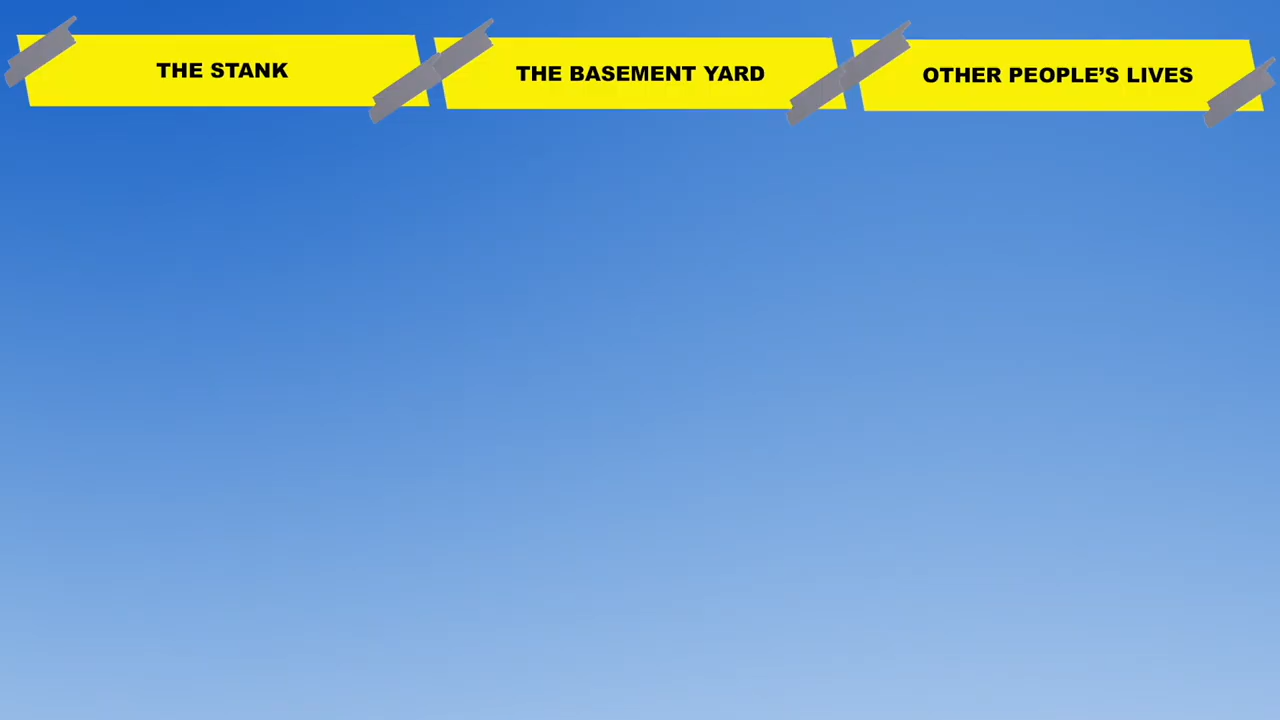 THE STANK
THE BASEMENT YARD
OTHER PEOPLE’S LIVES